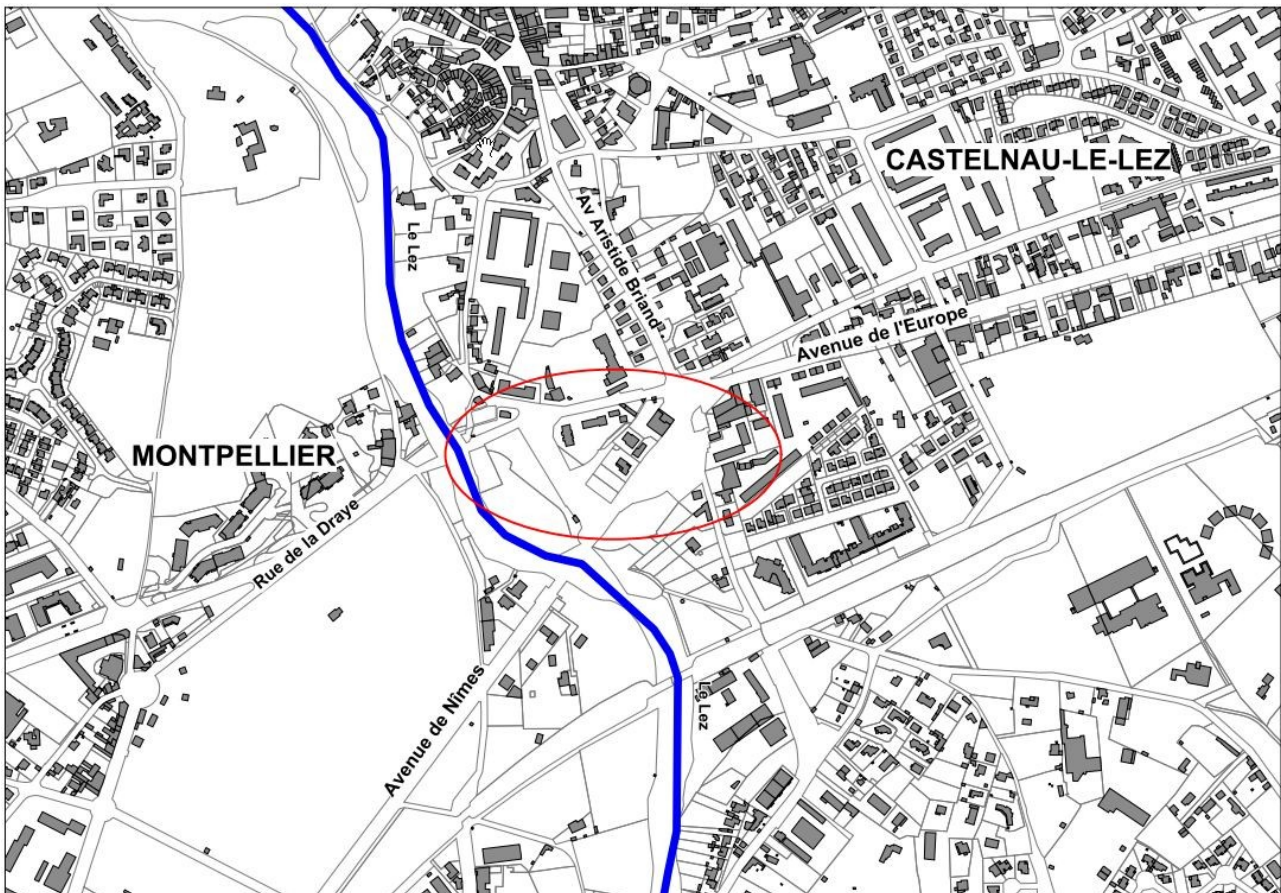 CASTELNAU-LE-LEZ
Le Lez
Av Aristide Briand
Avenue de l'Europe
MONTPELLIER
Rue de la Draye
Avenue de Nîmes
Le Lez